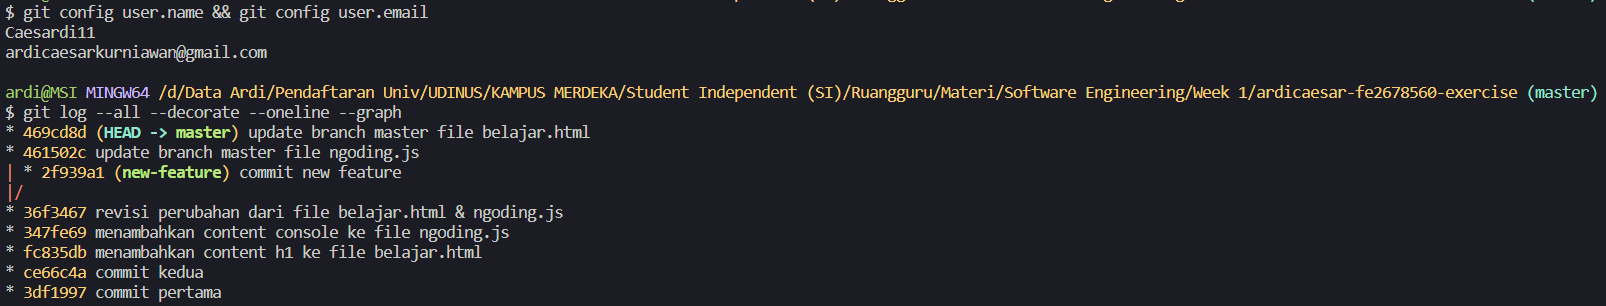 $ git config user.name && git config user.email
Caesardi11
ardicaesarkurniawan@gmail.com
ardi@MSI MINGW64 /d/Data Ardi/Pendaftaran Univ/UDINUS/KAMPUS MERDEKA/Student Independent (SI)/Ruangguru/Materi/Software Engineering/Week 1/ardicaesar-fe2678560-exercise (master)
$ git log --all --decorate --oneline --graph
* 469cd8d (HEAD -> master) update branch master file belajar.html
* 461502c update branch master file ngoding.js
| * 2f939a1 (new-feature) commit new feature
|/
* 36f3467 revisi perubahan dari file belajar.html & ngoding.js
* 347fe69 menambahkan content console ke file ngoding.js
* fc835db menambahkan content h1 ke file belajar.html
* ce66c4a commit kedua
* 3df1997 commit pertama